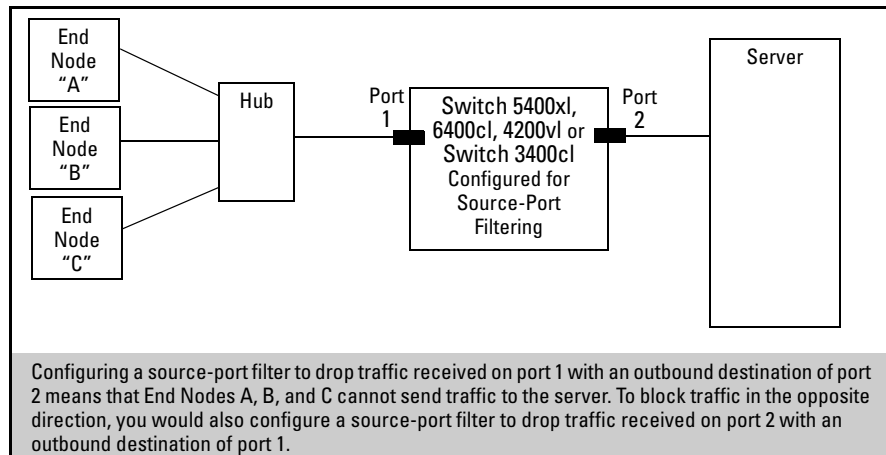 End
Node
“A”
End
Node
“B”
End
Node
“C”
Hub
Port
1
Switch 5400xl,
6400cl, 4200vl or
Switch 3400cl
Configured for
Source-Port
Filtering
Port
2
Server
Configuring a source-port filter to drop traffic received on port 1 with an outbound destination of port
2 means that End Nodes A, B, and C cannot send traffic to the server. To block traffic in the opposite
direction, you would also configure a source-port filter to drop traffic received on port 2 with an
outbound destination of port 1.